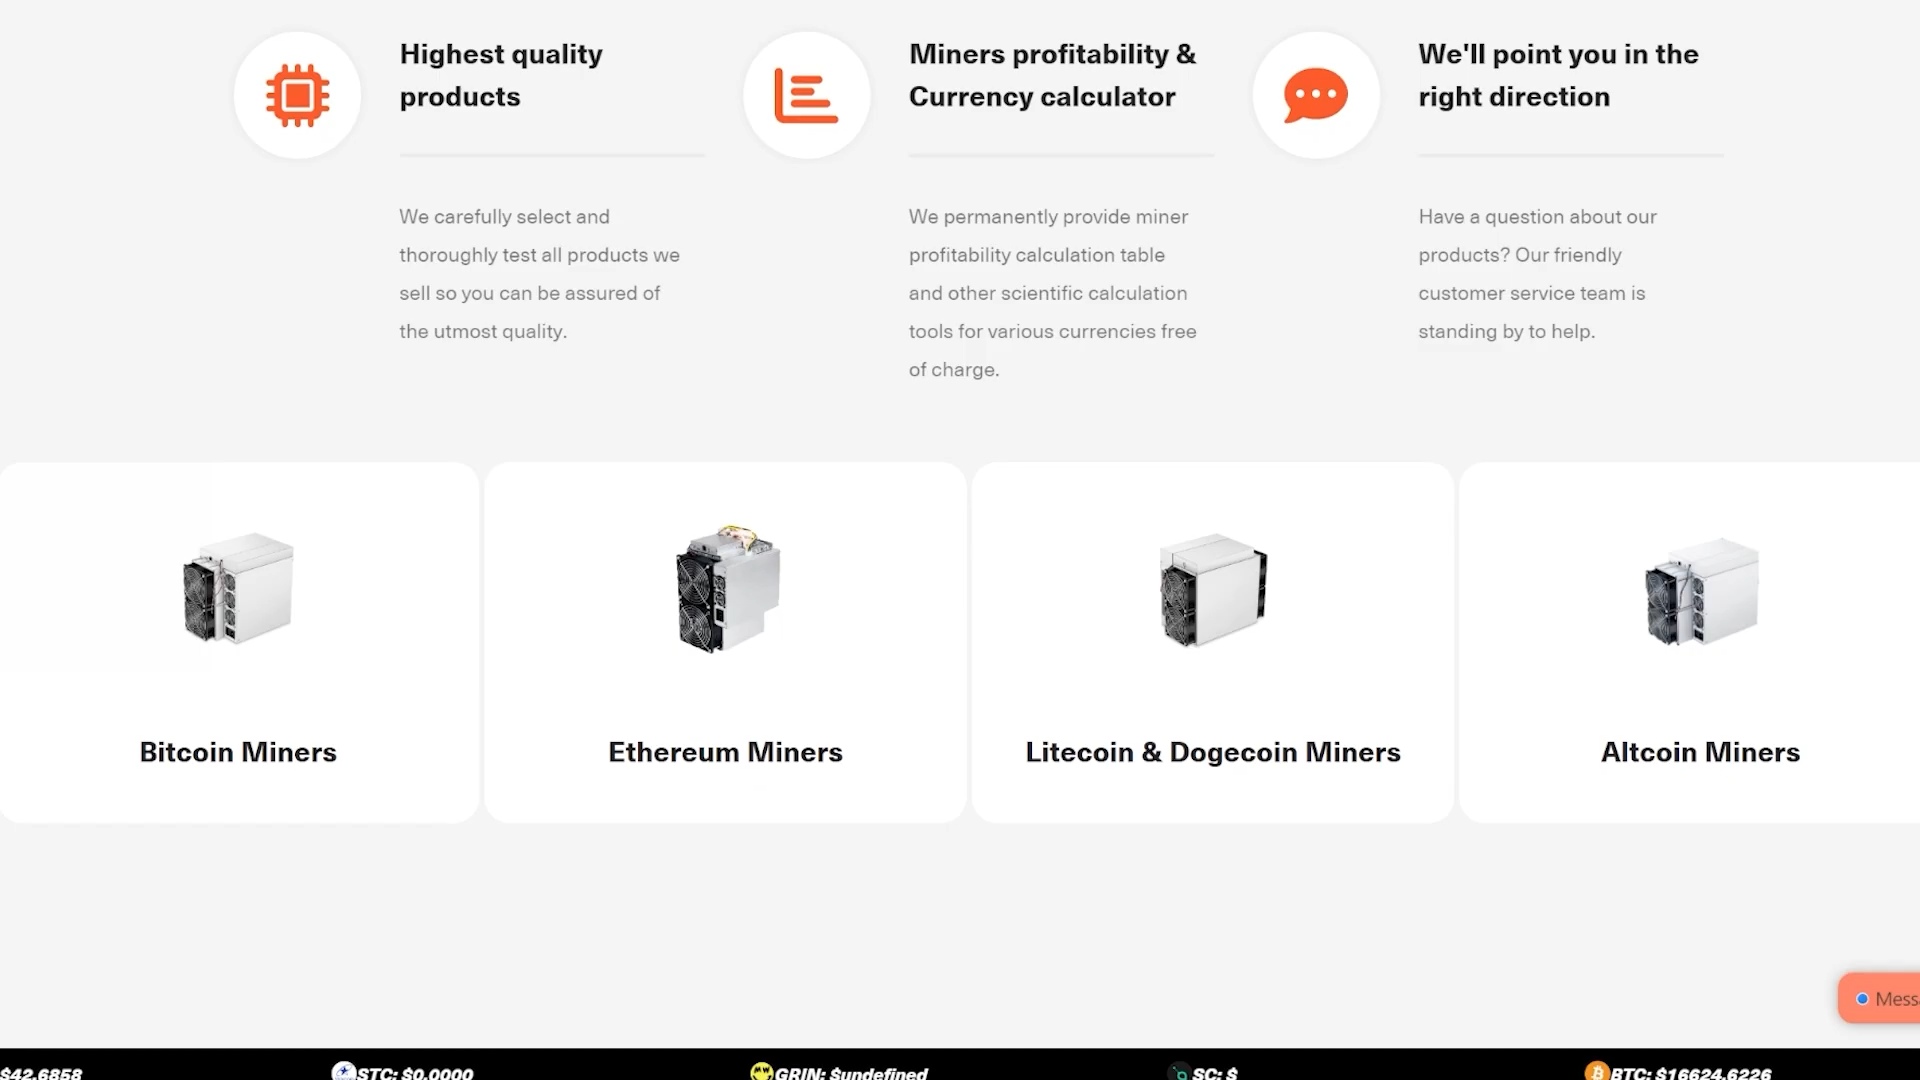 Highest quality
products
We carefully select and
thoroughly test all products we
sell so you can be assured of
the utmost quality.
Miners profitability &
Currency calculator
We permanently provide miner
profitability calculation table
and other scientific calculation
tools for various currencies free
of charge.
We'll point you in the
right direction
Have a question about our
products? Our friendly
customer service team is
standing by to help.
Bitcoin Miners
Ethereum Miners
Litecoin & Dogecoin Miners
Altcoin Miners
Messa
$42.6858
STC: $0.0000
GRIN: $undefined
SC: $
BTC: $16624.6226